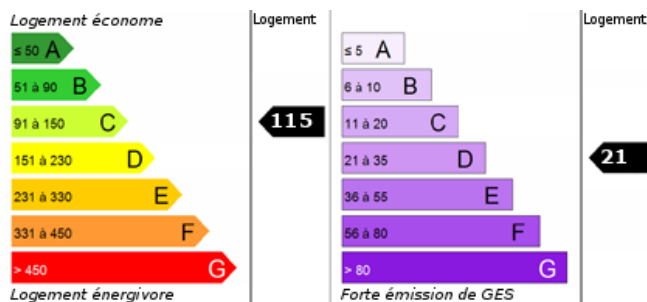 Logement économe
≤ 50 A
51 à 90 B
91 à 150 C
151 à 230 D
231 à 330 E
331 à 450 F
> 450 G
Logement énergivore
Logement
115
≤ 5 A
6 à 10 B
11 à 20 C
21 à 35 D
36 à 55 E
56 à 80 F
> 80 G
Forte émission de GES
Logement
21